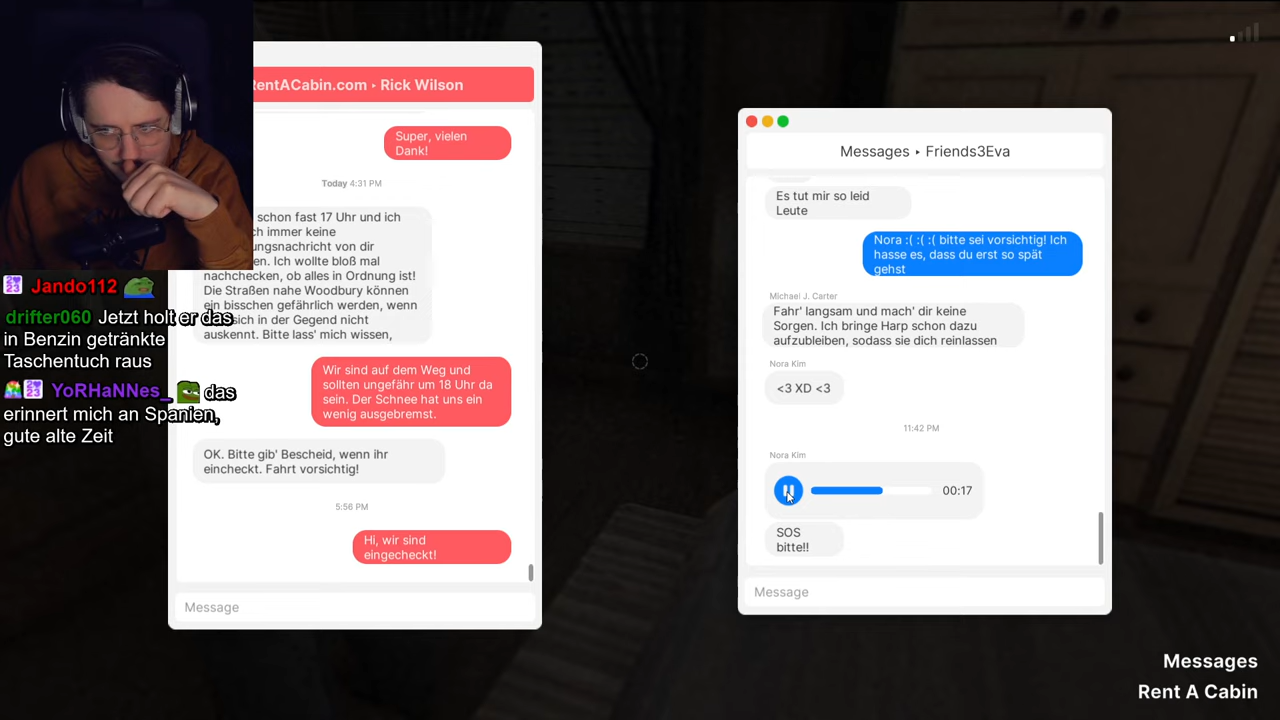 RentACabin.com ▸ Rick Wilson
Super, vielen
Dank!
Today 4:31 PM
schon fast 17 Uhr und ich
immer keine
von dir
Ich wollte bloß mal
nachchecken, ob alles in Ordnung ist!
Die Straßen nahe Woodbury können
ein bisschen gefährlich werden, wenn
sich in der Gegend nicht
auskennt. Bitte lass' mich wissen,
Wir sind auf dem Weg und
sollten ungefähr um 18 Uhr da
sein. Der Schnee hat uns ein
wenig ausgebremst.
OK. Bitte gib' Bescheid, wenn ihr
eincheckt. Fahrt vorsichtig!
5:56 PM
Hi, wir sind
eingecheckt!
Message
Jando112
drifter060 Jetzt holt er das
in Benzin getränkte
Taschentuch raus
YoRHaNNes_ das
erinnert mich an Spanien,
gute alte Zeit
Messages ▸ Friends3Eva
Es tut mir so leid
Leute
Nora :( :( :( bitte sei vorsichtig! Ich
hasse es, dass du erst so spät
gehst
Michael J. Carter
Fahr' langsam und mach' dir keine
Sorgen. Ich bringe Harp schon dazu
aufzubleiben, sodass sie dich reinlassen
Nora Kim
<3 XD <3
11:42 PM
Nora Kim
00:17
SOS
bitte!!
Message
Messages
Rent A Cabin